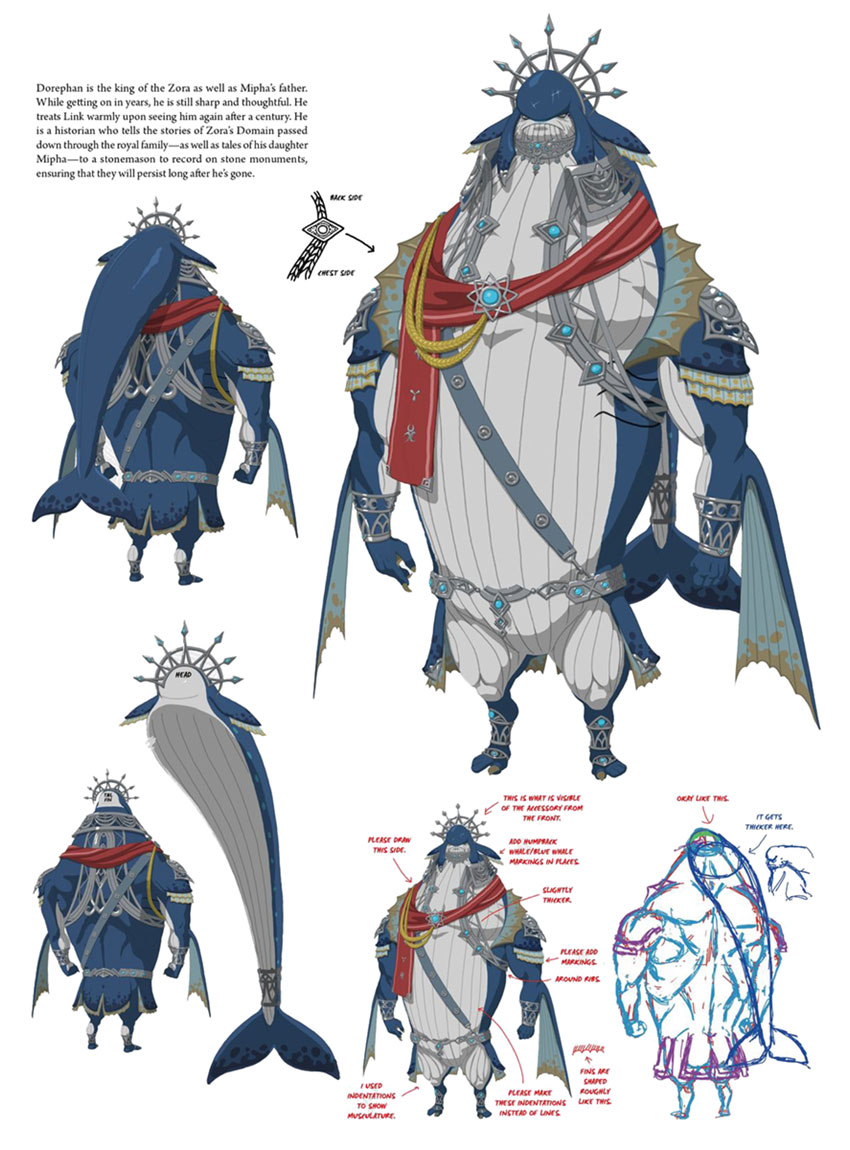 Dorephan is the king of the Zora as well as Mipha's father.
While getting on in years, he is still sharp and thoughtful. He
treats Link warmly upon seeing him again after a century. He
is a historian who tells the stories of Zora's Domain passed
down through the royal family—as well as tales of his daughter
Mipha—to a stonemason to record on stone monuments,
ensuring that they will persist long after he's gone.
BACK SIDE
CHEST SIDE
HEAD
THIS IS WHAT IS VISIBLE
OF THE ACCESSORY FROM
THE FRONT.
PLEASE DRAW
THIS SIDE.
ADD HUMPBACK
WHALE/BLUE WHALE
MARKINGS IN PLACES.
SLIGHTLY
THICKER.
PLEASE ADD
MARKINGS.
AROUND RIBS.
FINS ARE
SHAPED
ROUGHLY
LIKE THIS.
PLEASE MAKE
THESE INDENTATIONS
INSTEAD OF LINES.
I USED
INDENTATIONS
TO SHOW
MUSCULATURE.
OKAY LIKE THIS.
IT GETS
THICKER HERE.